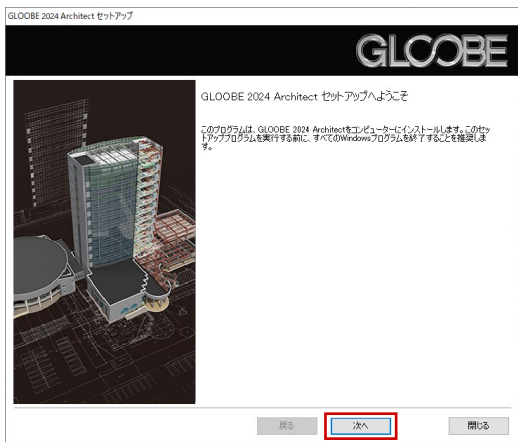 GLOOBE 2024 Architect セットアップ
GLOOBE
GLOOBE 2024 Architect セットアップへようこそ
このプログラムは、GLOOBE 2024 Architectをコンピューターにインストールします。このセッ
トアッププログラムを実行する前に、すべてのWindowsプログラムを終了することを推奨しま
す。
戻る
次へ
閉じる